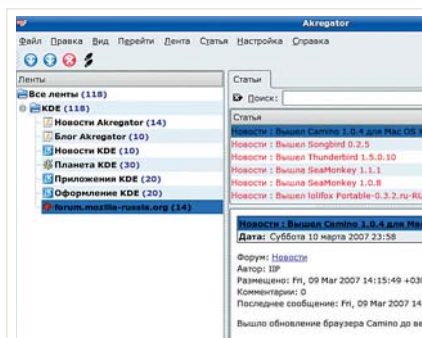 Akregator
Файл Правка Вид Перейти Лента Статья Настройка Справка
Ленты
Все ленты (118)
KDE (118)
Новости Akregator (14)
Блог Akregator (10)
Новости KDE (10)
Планета KDE (30)
Приложения KDE (20)
Оформление KDE (20)
forum.mozilla-russia.org (14)
Статьи
Поиск:
Статья
Новости : Вышел Camino 1.0.4 для Mac OS X
Новости : Вышел Songbird 0.2.5
Новости : Вышел Thunderbird 1.5.0.10
Новости : Вышла SeaMonkey 1.1.1
Новости : Вышла SeaMonkey 1.0.8
Новости : Вышел lolifox Portable-0.3.2.ru-RU
Новости : Вышел Camino 1.0.4 для Mac
Дата: Суббота 10 марта 2007 23:58
Форум: Новости
Автор: IIP
Размещено: Fri, 09 Mar 2007 14:15:49 +030
Комментарии: 0
Последнее сообщение: Fri, 09 Mar 2007 14
Вышло обновление браузера Camino до ве